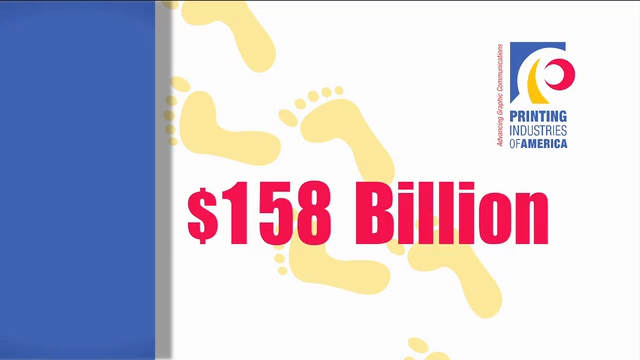 Advancing Graphic Communications
PRINTING
INDUSTRIES
OFAMERICA
$158 Billion